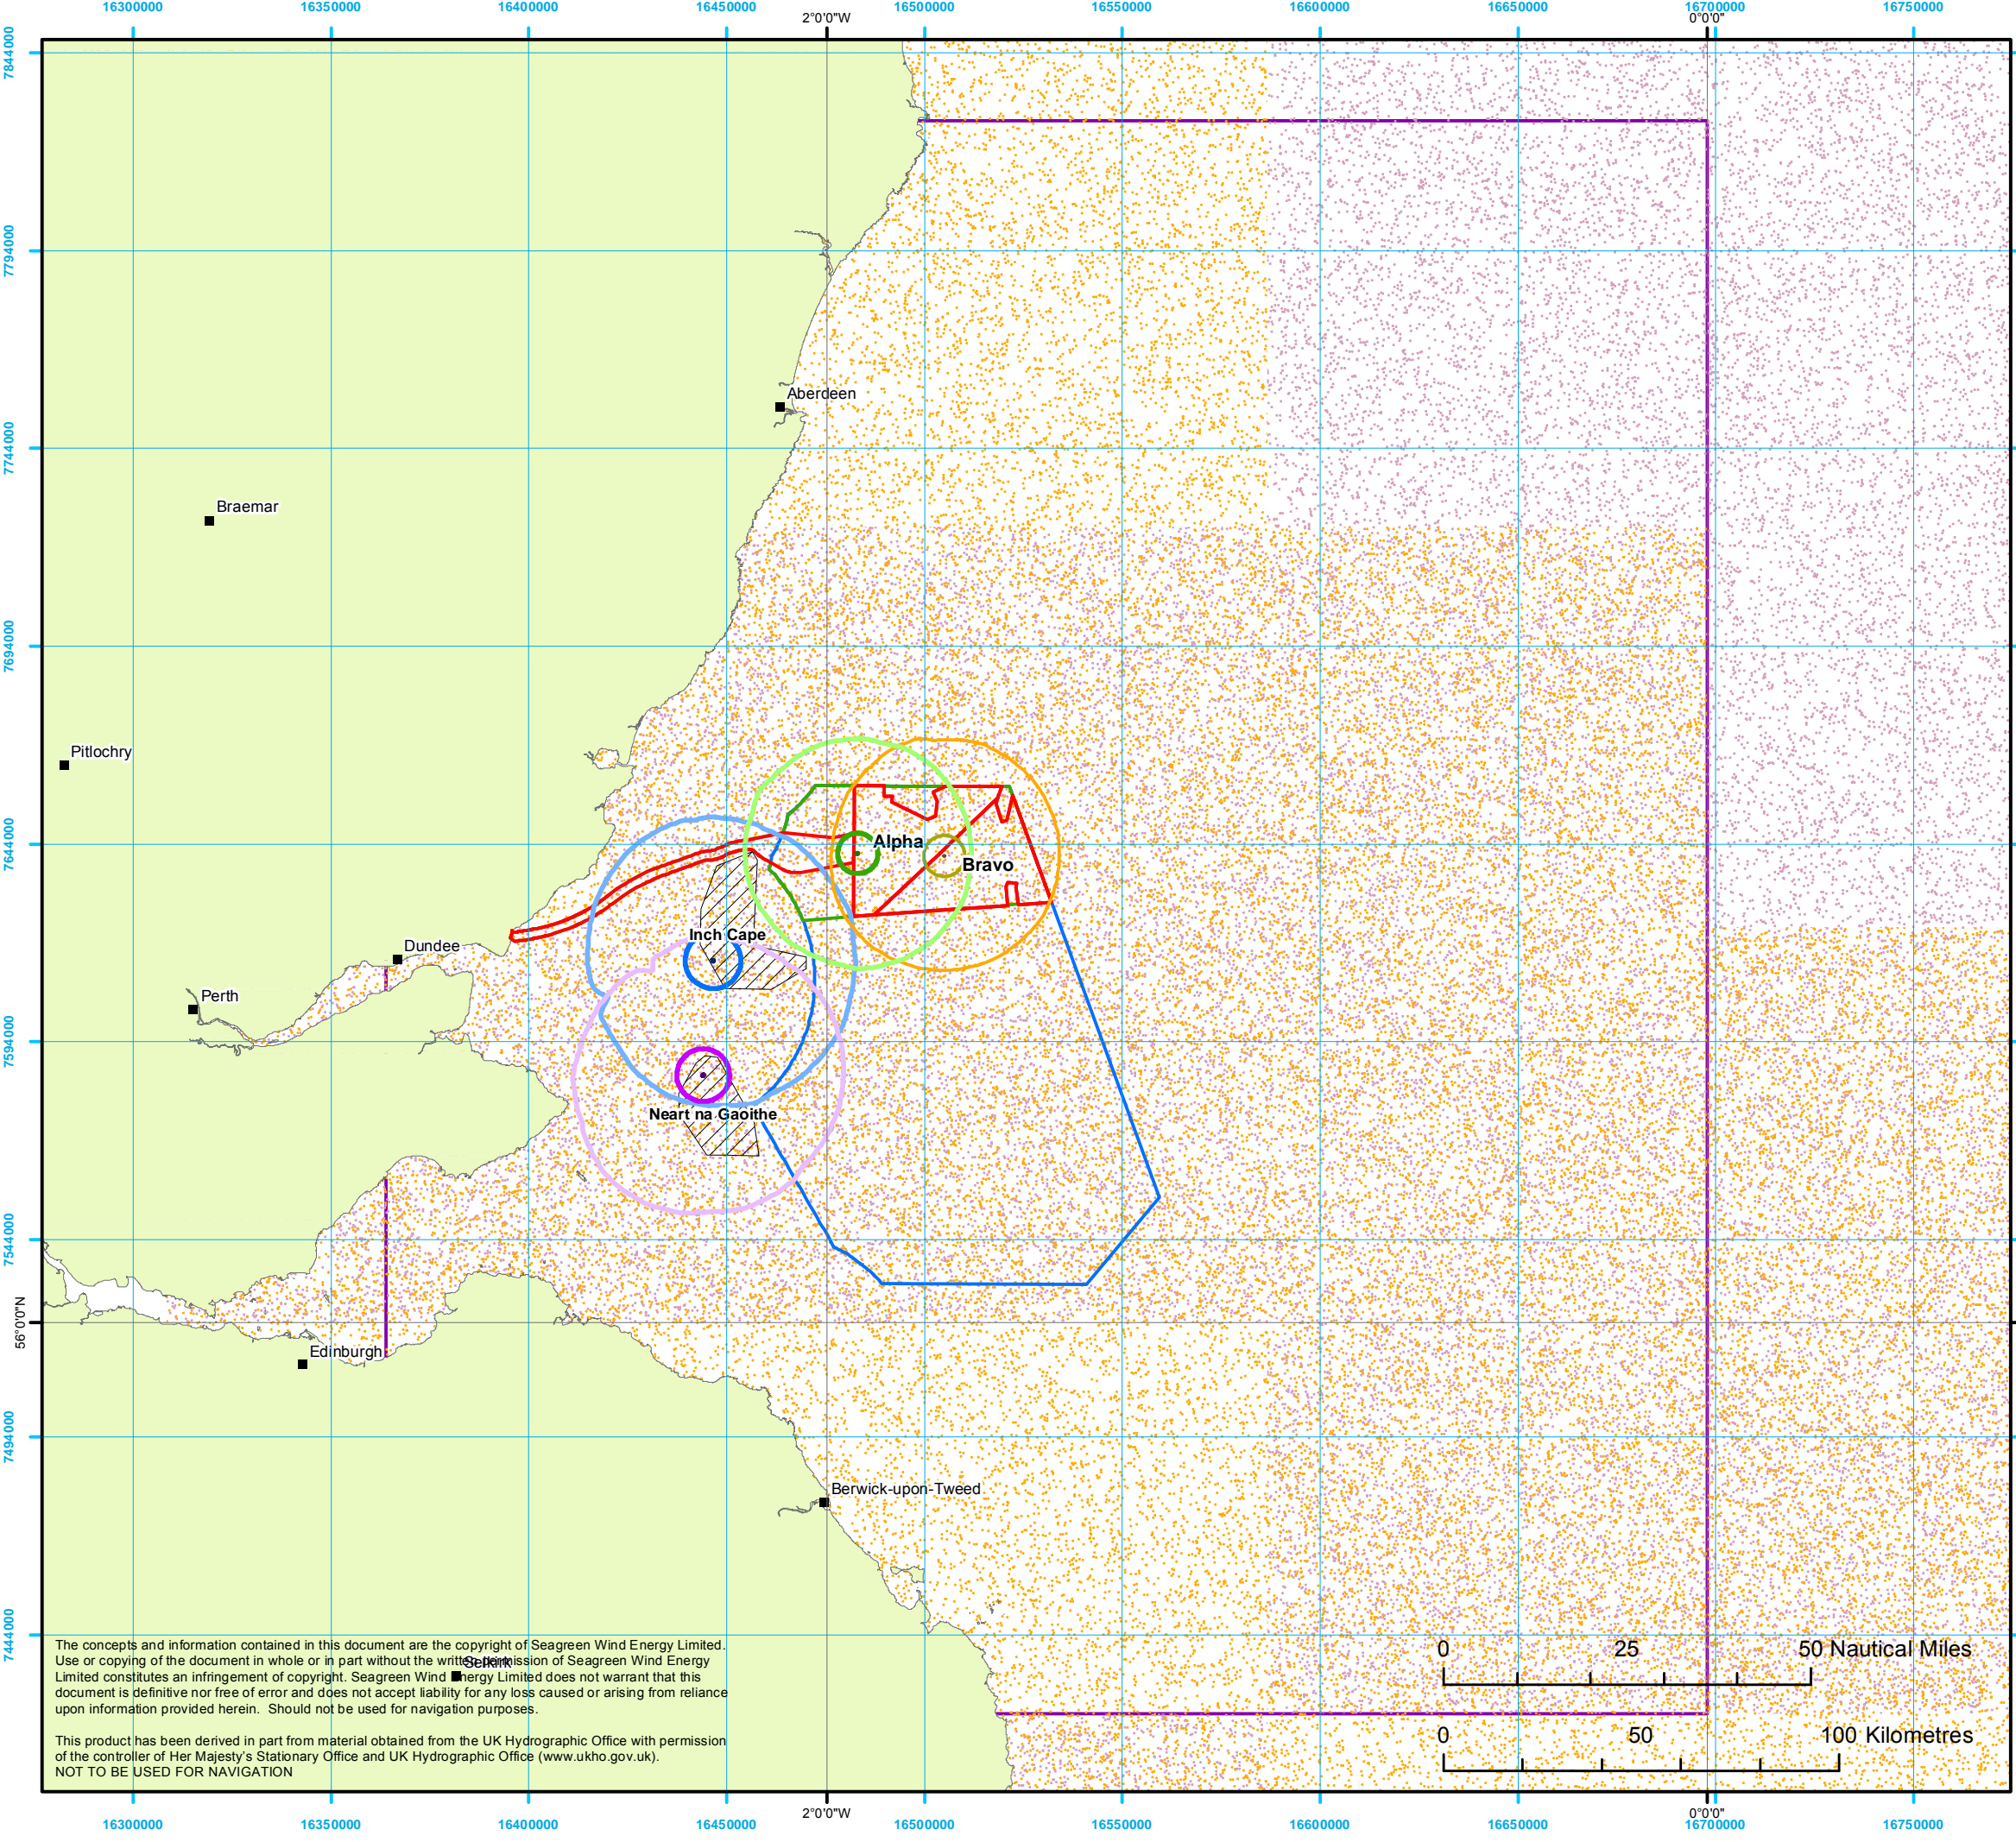 16300000 16350000 16400000 16450000 16500000 16550000 16600000 16650000 16700000 16750000
2°0'0"W 0°0'0"
784000
7794000
7744000
7694000
7644000
7594000
7544000
56°0'0"N
7494000
7444000
Aberdeen
Braemar
Pitlochry
Alpha
Bravo
Inch Cape
Dundee
Perth
Neart na Gaoithe
Edinburgh
Berwick-upon-Tweed
Selkirk
The concepts and information contained in this document are the copyright of Seagreen Wind Energy Limited.
Use or copying of the document in whole or in part without the written permission of Seagreen Wind Energy
Limited constitutes an infringement of copyright. Seagreen Wind Energy Limited does not warrant that this
document is definitive nor free of error and does not accept liability for any loss caused or arising from reliance
upon information provided herein. Should not be used for navigation purposes.
This product has been derived in part from material obtained from the UK Hydrographic Office with permission
of the controller of Her Majesty's Stationary Office and UK Hydrographic Office (www.ukho.gov.uk).
NOT TO BE USED FOR NAVIGATION
0 25 50 Nautical Miles
0 50 100 Kilometres
2°0'0"W 0°0'0"
16300000 16350000 16400000 16450000 16500000 16550000 16600000 16650000 16700000 16750000